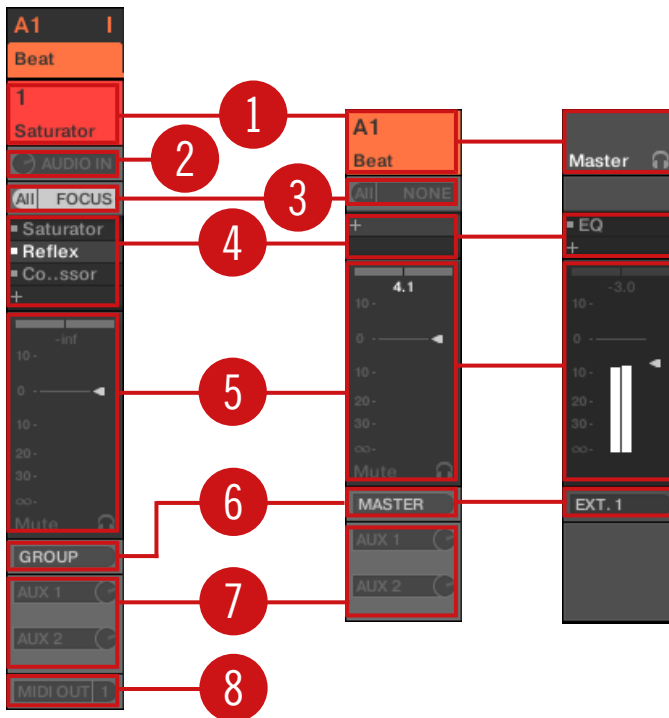 A1 I
Beat
1
Saturator
AUDIO IN
All FOCUS
Saturator
Reflex
Co..ssor
+
-inf
10 -
0 -
10 -
20 -
30 -
∞-
Mute
GROUP
AUX 1
AUX 2
MIDI OUT 1
1
2
3
4
5
6
7
8
A1
Beat
All NONE
+
4.1
10 -
0 -
10 -
20 -
30 -
∞-
Mute
MASTER
AUX 1
AUX 2
Master
EQ
+
-3.0
10 -
0 -
10 -
20 -
30 -
∞-
EXT. 1